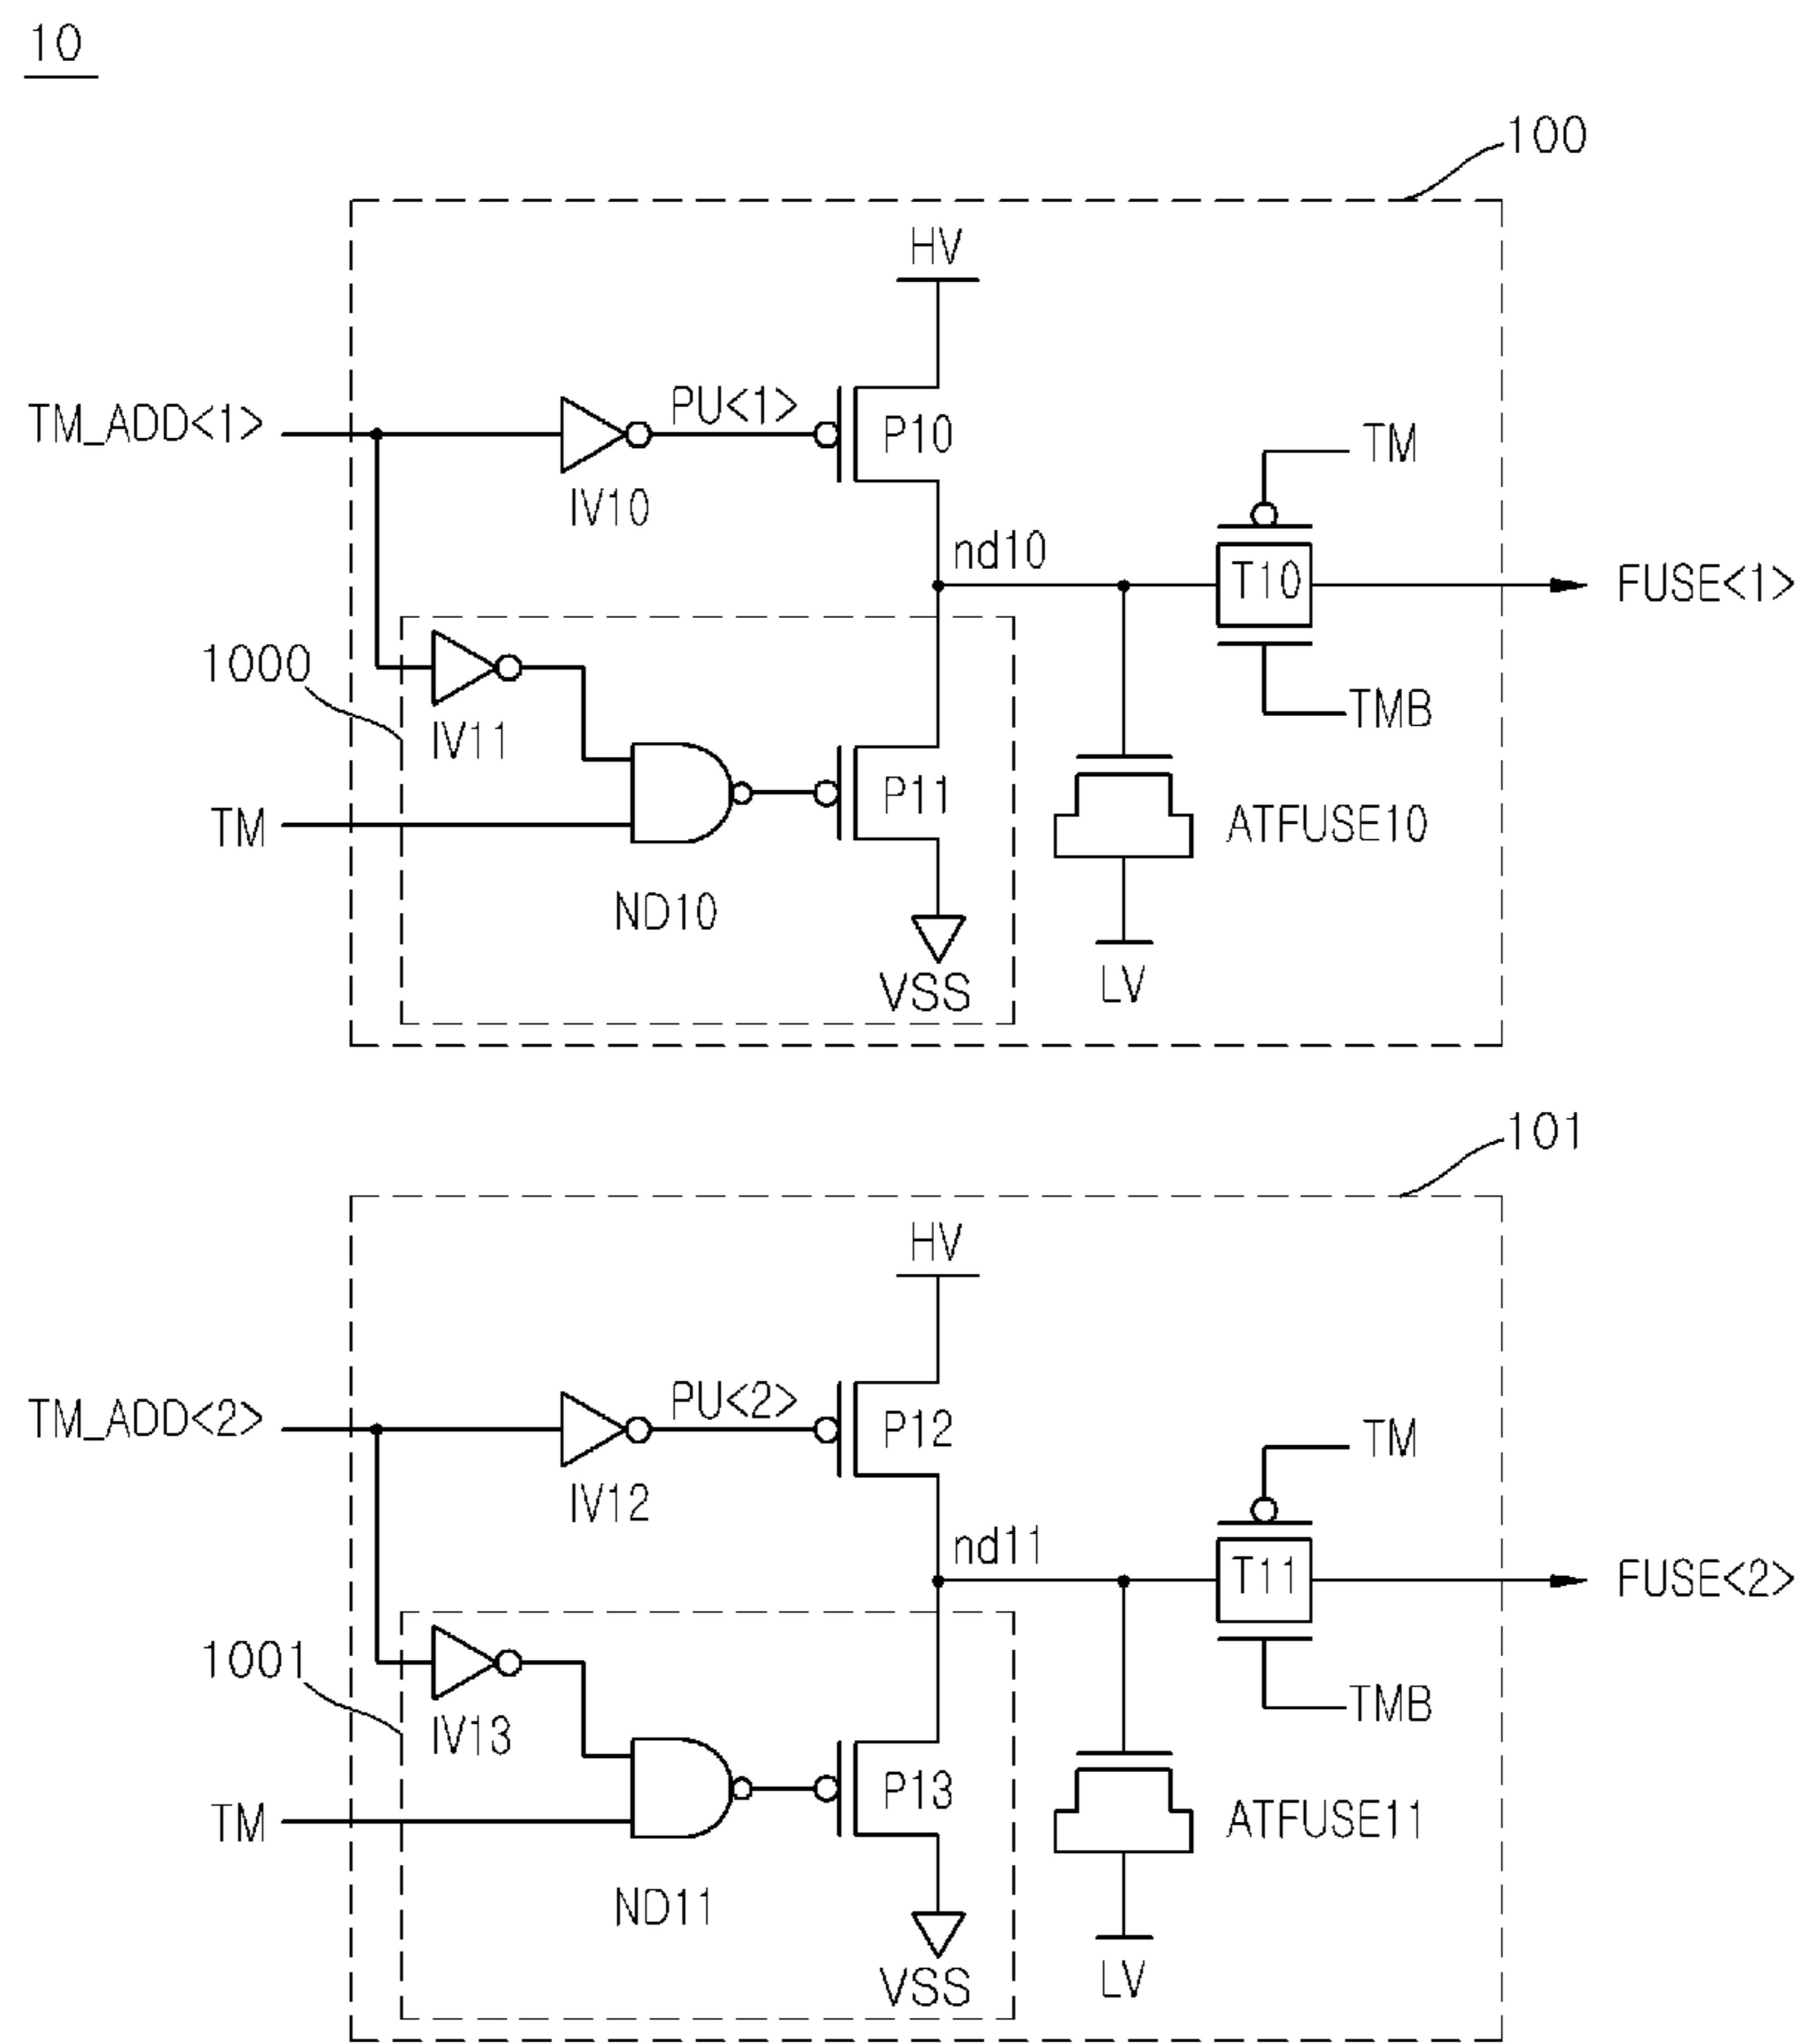 10
100
HV
TM_ADD<1>
PU<1>
P10
TM
IV10
nd10
T10
FUSE<1>
1000
IV11
TMB
P11
TM
ATFUSE10
ND10
VSS
LV
101
HV
TM_ADD<2>
PU<2>
P12
TM
IV12
nd11
T11
FUSE<2>
1001
IV13
TMB
P13
TM
ATFUSE11
ND11
VSS
LV